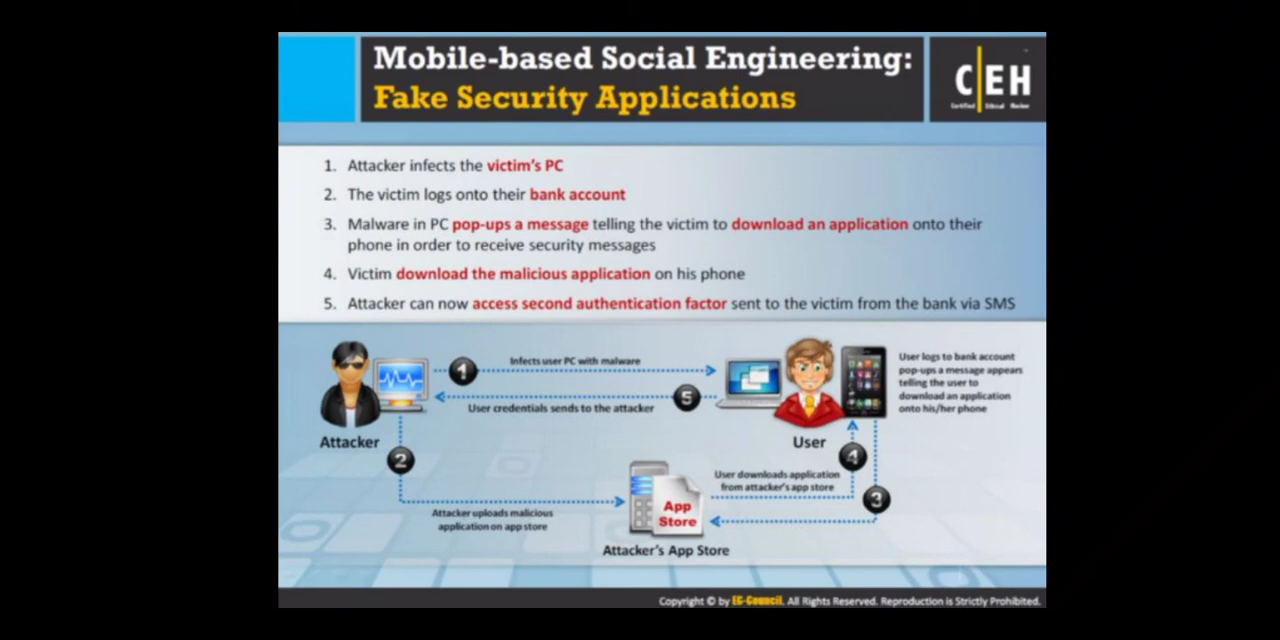 Mobile-based Social Engineering:
Fake Security Applications
C|EH
Certified Ethical Hacker
1. Attacker infects the victim's PC
2. The victim logs onto their bank account
3. Malware in PC pop-ups a message telling the victim to download an application onto their
phone in order to receive security messages
4. Victim download the malicious application on his phone
5. Attacker can now access second authentication factor sent to the victim from the bank via SMS
1
Infects user PC with malware
5
User credentials sends to the attacker
User logs to bank account
pop-ups a message appears
telling the user to
download an application
onto his/her phone
Attacker
User
2
4
User downloads application
from attacker's app store
3
App
Store
Attacker uploads malicious
application on app store
Attacker's App Store
Copyright © by EC-Council. All Rights Reserved. Reproduction is Strictly Prohibited.